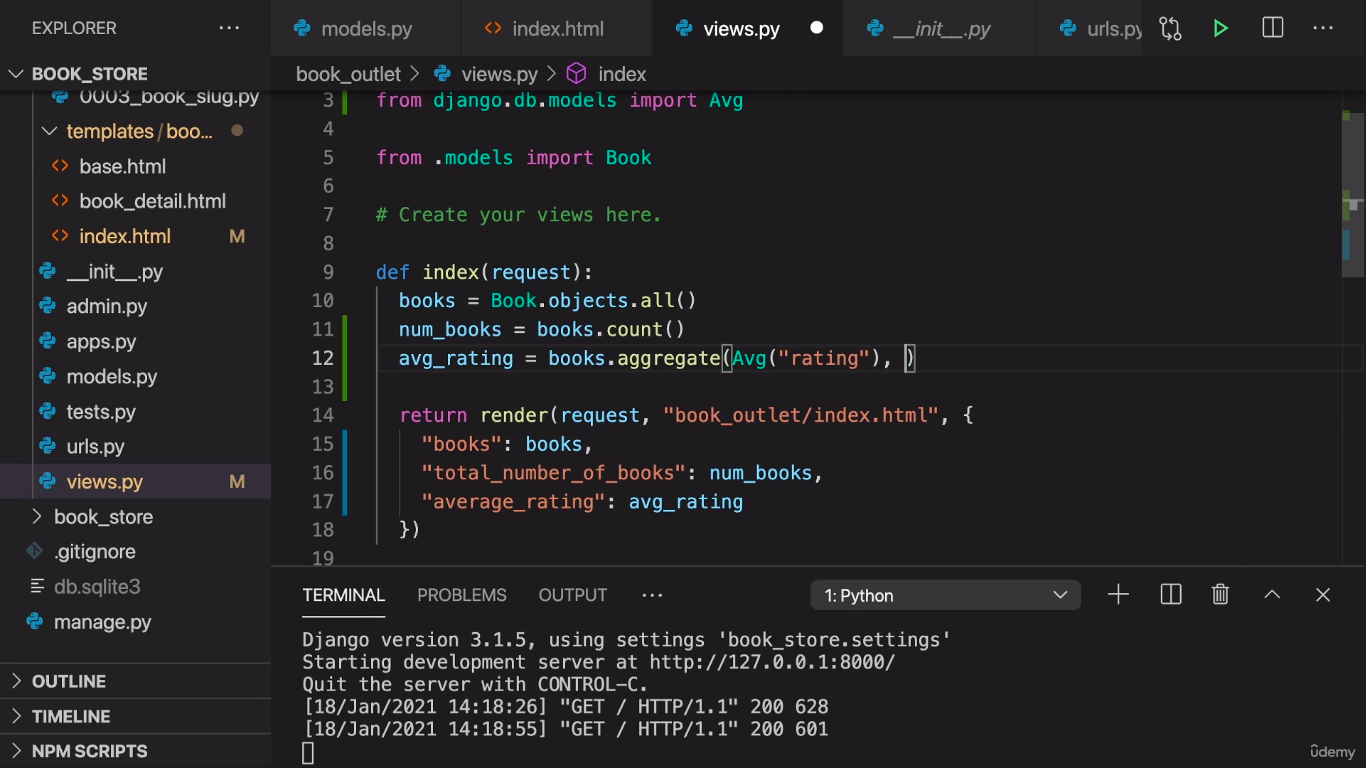 EXPLORER
BOOK_STORE
0003_book_slug.py
templates/boo...
base.html
book_detail.html
index.html M
__init__.py
admin.py
apps.py
models.py
tests.py
urls.py
views.py M
book_store
.gitignore
db.sqlite3
manage.py
OUTLINE
TIMELINE
NPM SCRIPTS
models.py
index.html
views.py
__init__.py
urls.py
book_outlet > views.py > index
3 from django.db.models import Avg
4
5 from .models import Book
6
7 # Create your views here.
8
9 def index(request):
10 books = Book.objects.all()
11 num_books = books.count()
12 avg_rating = books.aggregate(Avg("rating"), )
13
14 return render(request, "book_outlet/index.html", {
15 "books": books,
16 "total_number_of_books": num_books,
17 "average_rating": avg_rating
18 })
19
TERMINAL PROBLEMS OUTPUT ... 1: Python
Django version 3.1.5, using settings 'book_store.settings'
Starting development server at http://127.0.0.1:8000/
Quit the server with CONTROL-C.
[18/Jan/2021 14:18:26] "GET / HTTP/1.1" 200 628
[18/Jan/2021 14:18:55] "GET / HTTP/1.1" 200 601
ûdemy